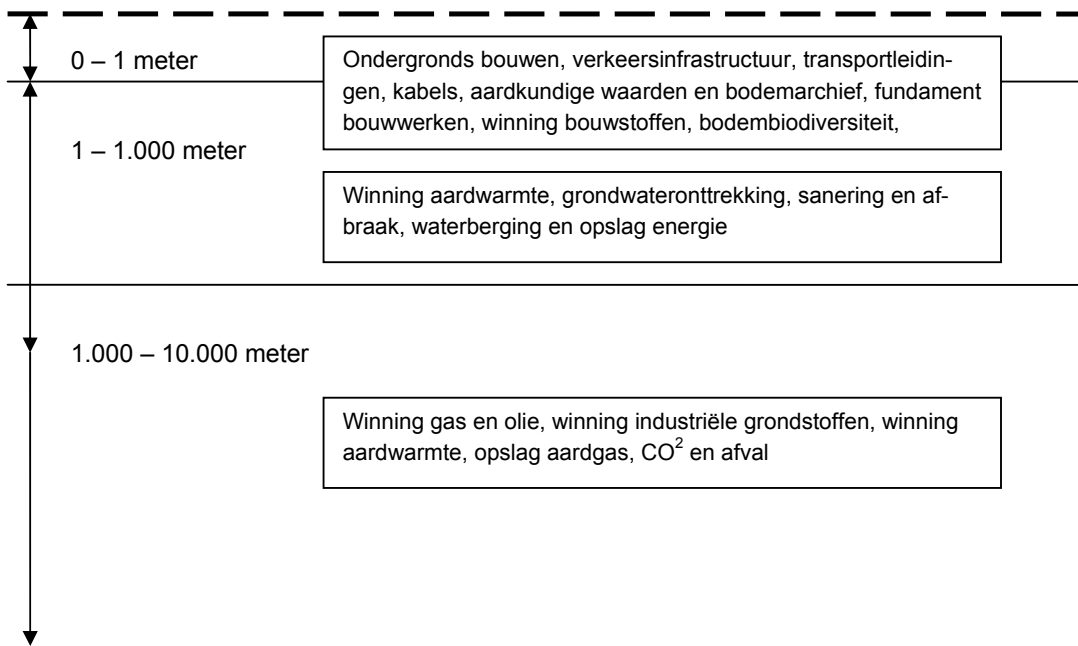 0 – 1 meter
Ondergronds bouwen, verkeersinfrastructuur, transportleidin-
gen, kabels, aardkundige waarden en bodemarchief, fundament
bouwwerken, winning bouwstoffen, bodembiodiversiteit,
1 – 1.000 meter
Winning aardwarmte, grondwateronttrekking, sanering en af-
braak, waterberging en opslag energie
1.000 – 10.000 meter
Winning gas en olie, winning industriële grondstoffen, winning
aardwarmte, opslag aardgas, CO² en afval